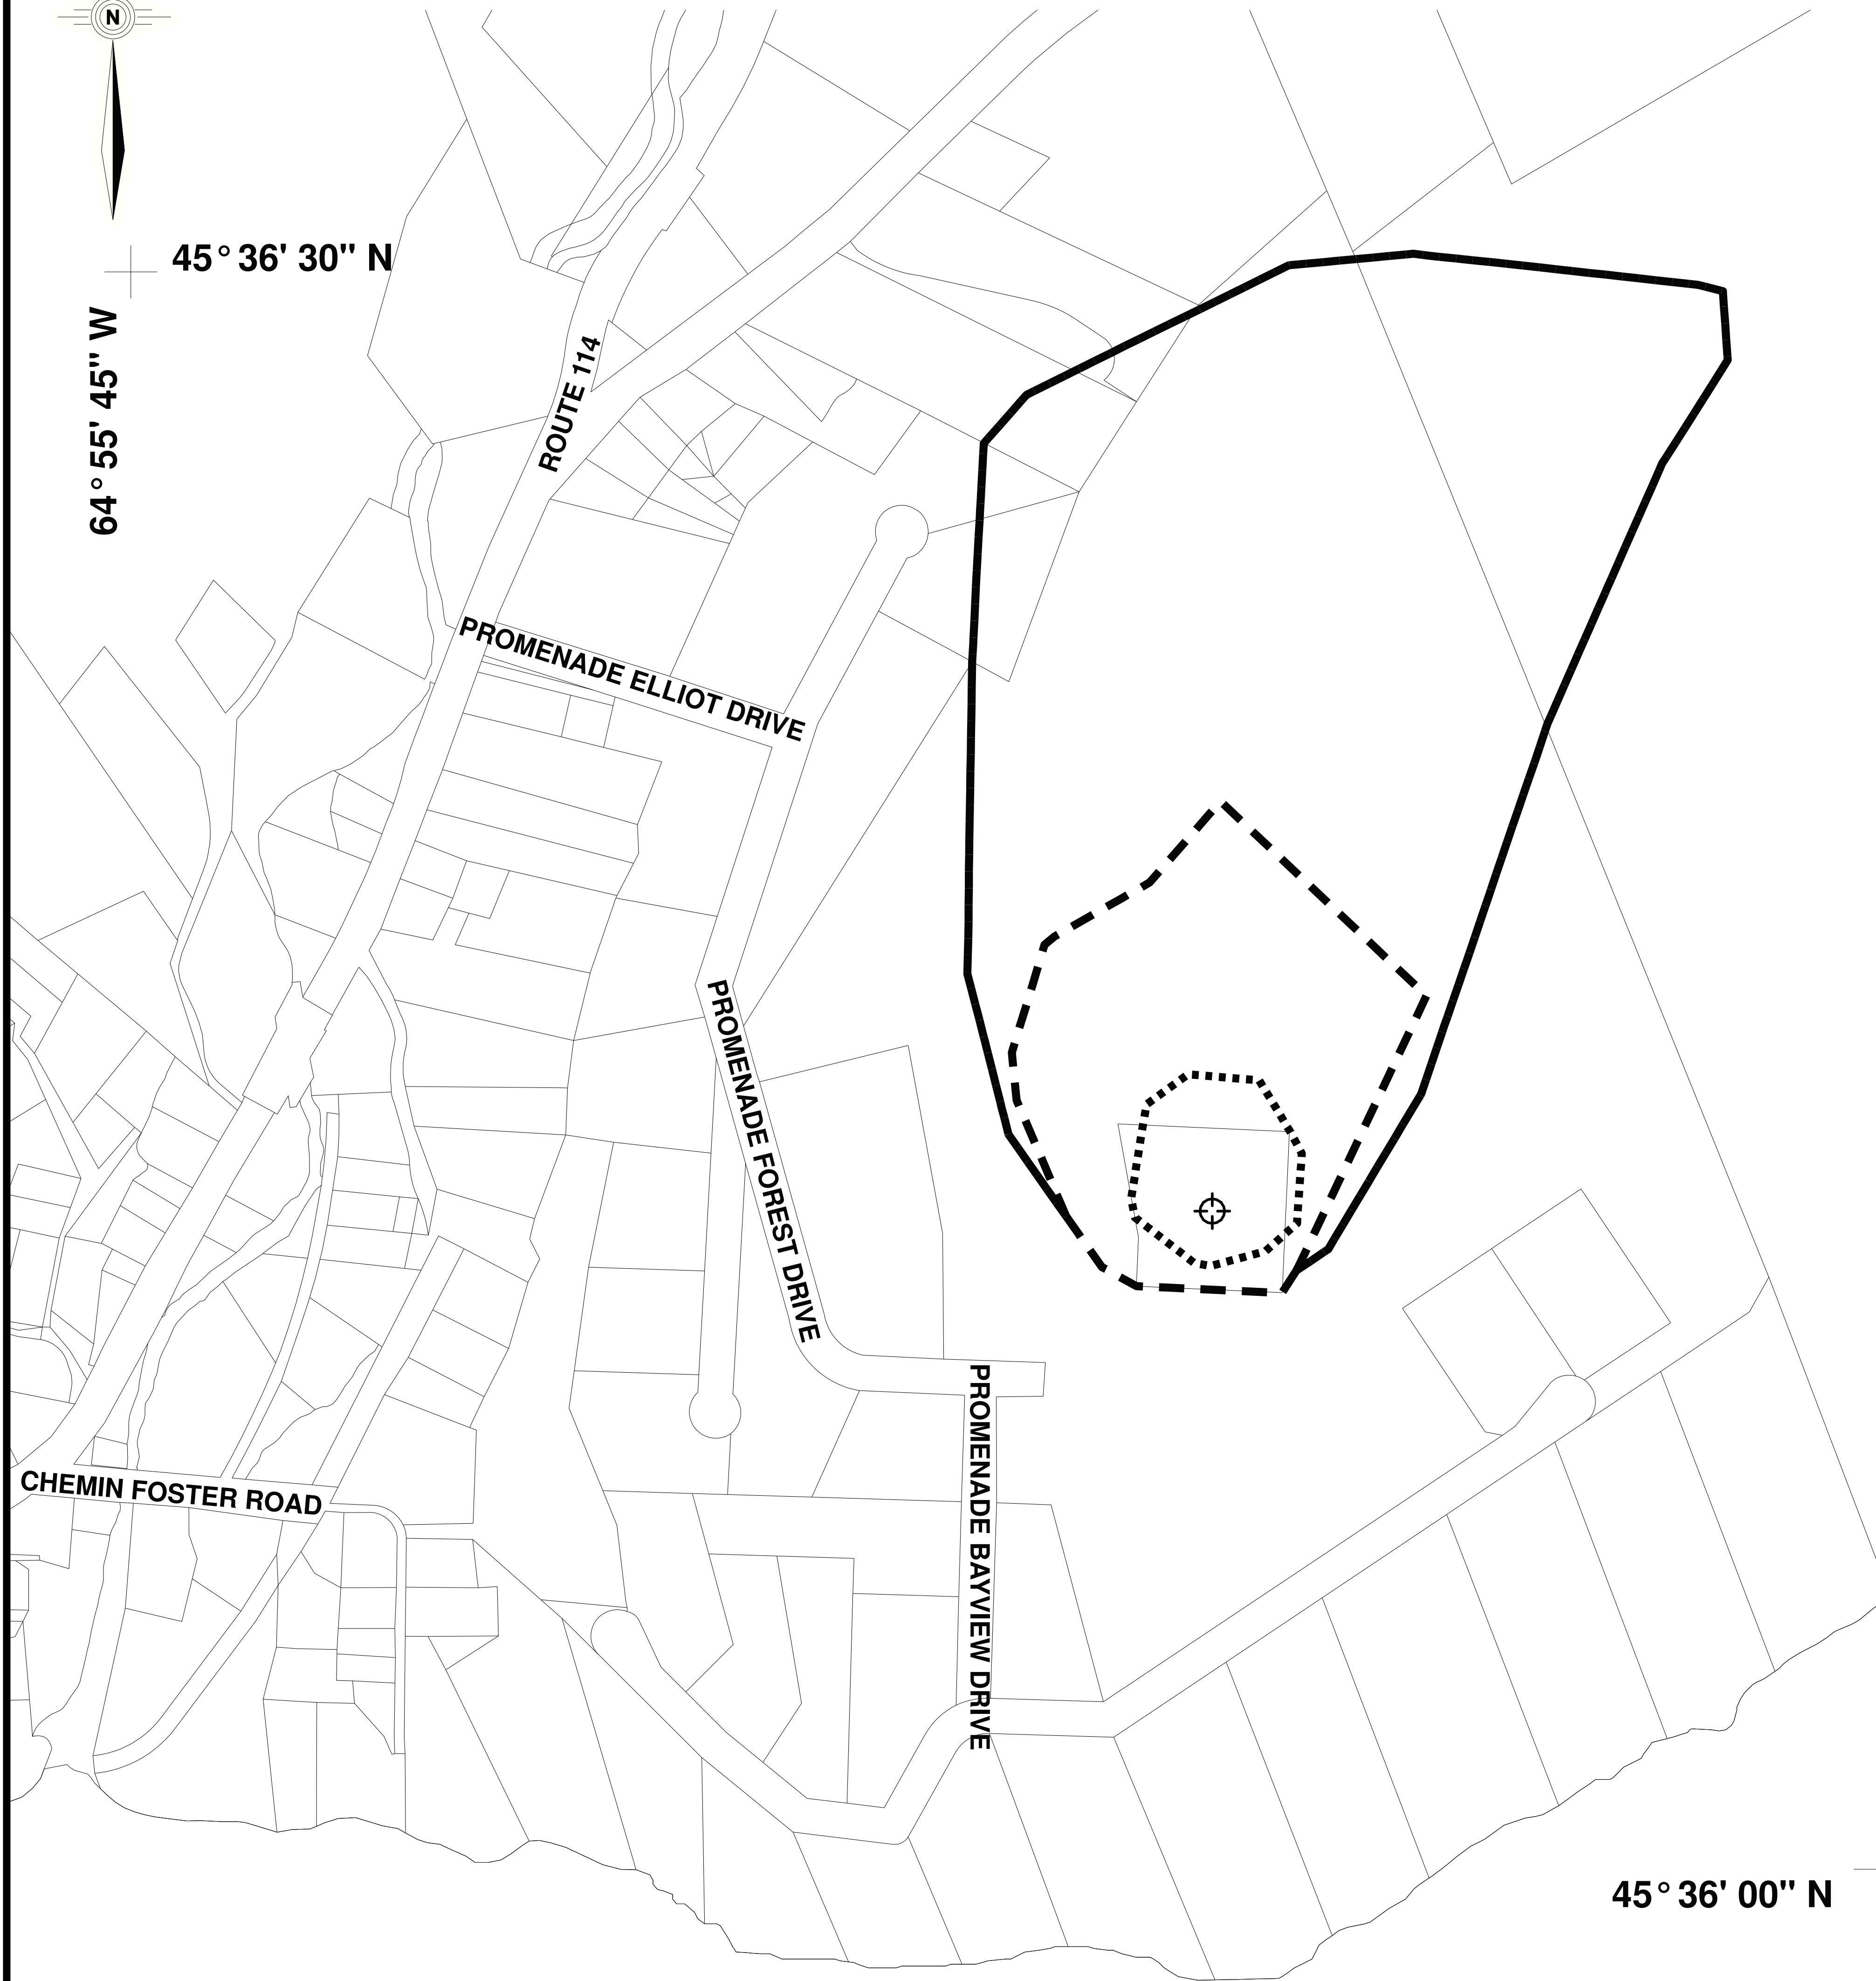 N
45° 36' 30" N
64° 55' 45" W
ROUTE 114
PROMENADE ELLIOT DRIVE
PROMENADE FOREST DRIVE
PROMENADE BAYVIEW DRIVE
CHEMIN FOSTER ROAD
45° 36' 00" N